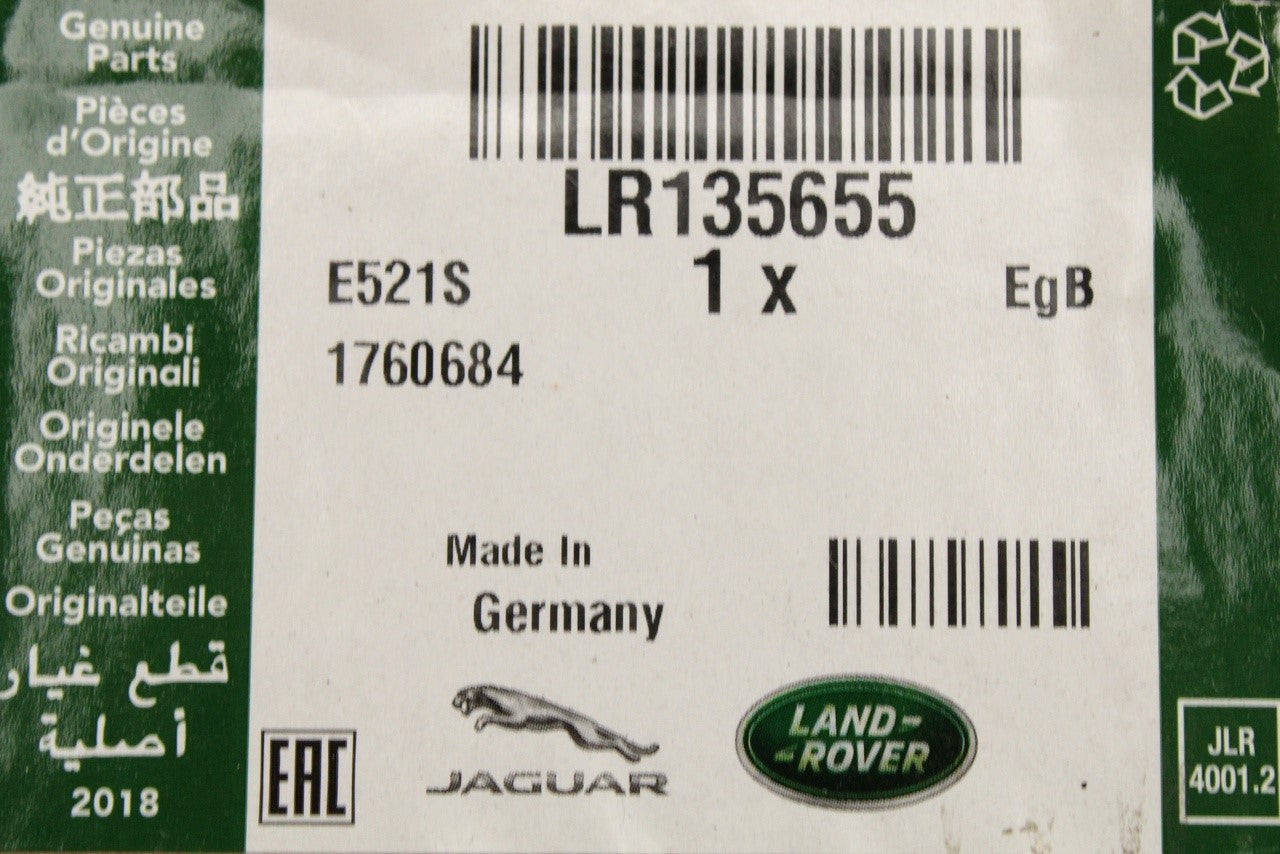 Genuine
Parts
Pièces
d'Origine
純正部品
Piezas
Originales
Ricambi
Originali
Originele
Onderdelen
Peças
Genuinas
Originalteile
قطع غيار
أصلية
2018
LR135655
E521S
1 x
EgB
1760684
Made In
Germany
EAC
JAGUAR
LAND-
-ROVER
JLR
4001.2